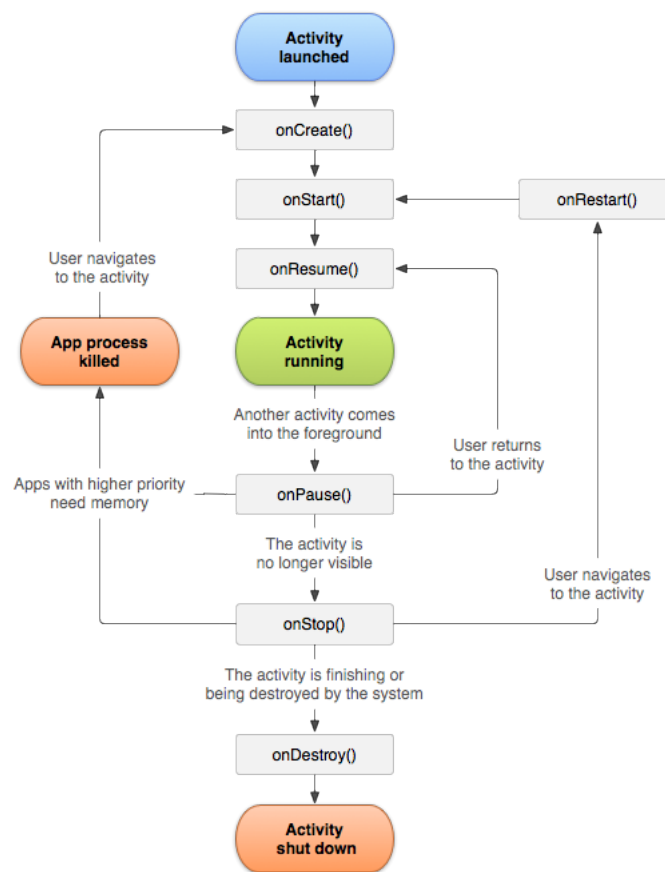 Activity
launched
onCreate()
onStart()
onRestart()
User navigates
to the activity
onResume()
App process
killed
Activity
running
Another activity comes
into the foreground
User returns
to the activity
Apps with higher priority
need memory
onPause()
The activity is
no longer visible
User navigates
to the activity
onStop()
The activity is finishing or
being destroyed by the system
onDestroy()
Activity
shut down